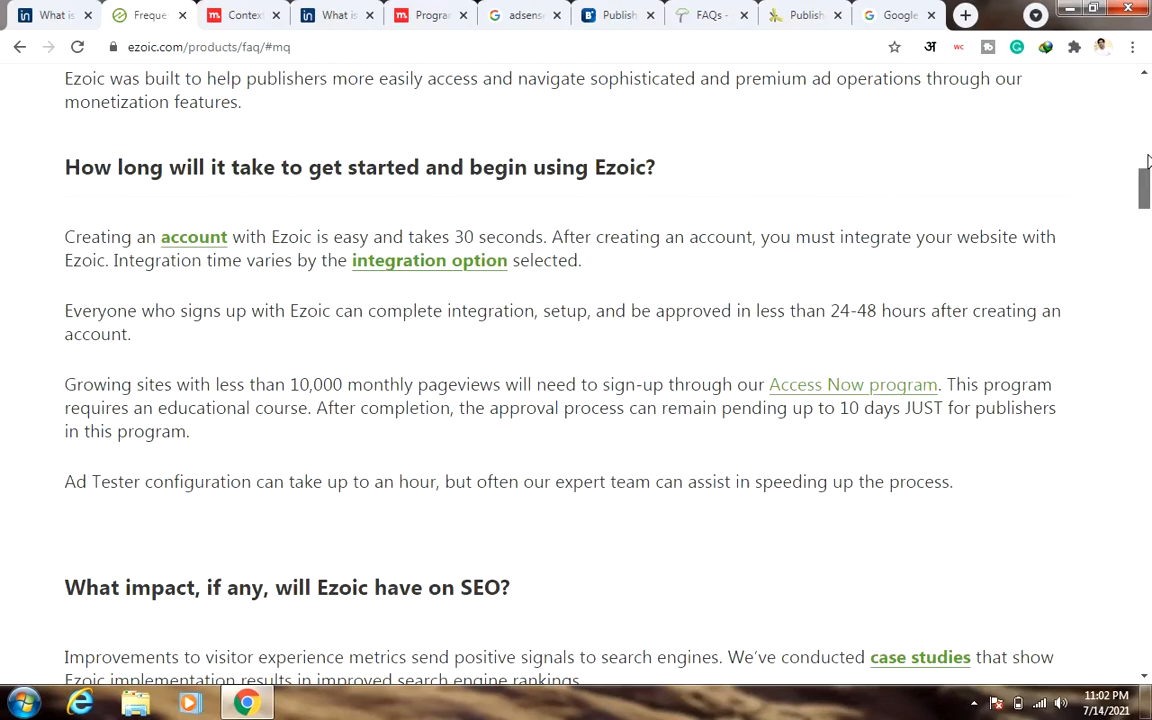 What is
Freque
Contex
What is
Prograr
adsens
Publish
FAQs -
Publish
Google
ezoic.com/products/faq/#mq
Ezoic was built to help publishers more easily access and navigate sophisticated and premium ad operations through our
monetization features.
How long will it take to get started and begin using Ezoic?
Creating an account with Ezoic is easy and takes 30 seconds. After creating an account, you must integrate your website with
Ezoic. Integration time varies by the integration option selected.
Everyone who signs up with Ezoic can complete integration, setup, and be approved in less than 24-48 hours after creating an
account.
Growing sites with less than 10,000 monthly pageviews will need to sign-up through our Access Now program. This program
requires an educational course. After completion, the approval process can remain pending up to 10 days JUST for publishers
in this program.
Ad Tester configuration can take up to an hour, but often our expert team can assist in speeding up the process.
What impact, if any, will Ezoic have on SEO?
Improvements to visitor experience metrics send positive signals to search engines. We've conducted case studies that show
Ezoic implementation results in improved search engine rankings.
11:02 PM
7/14/2021